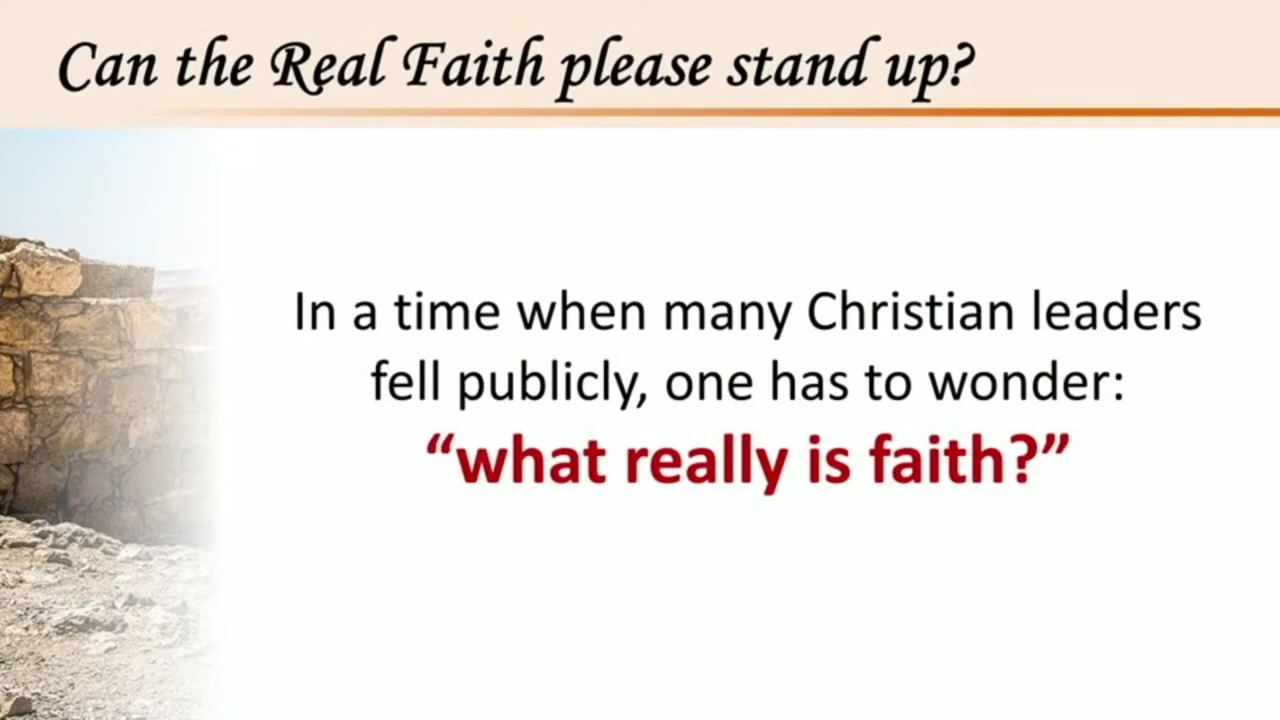 Can the Real Faith please stand up?
In a time when many Christian leaders
fell publicly, one has to wonder:
“what really is faith?”